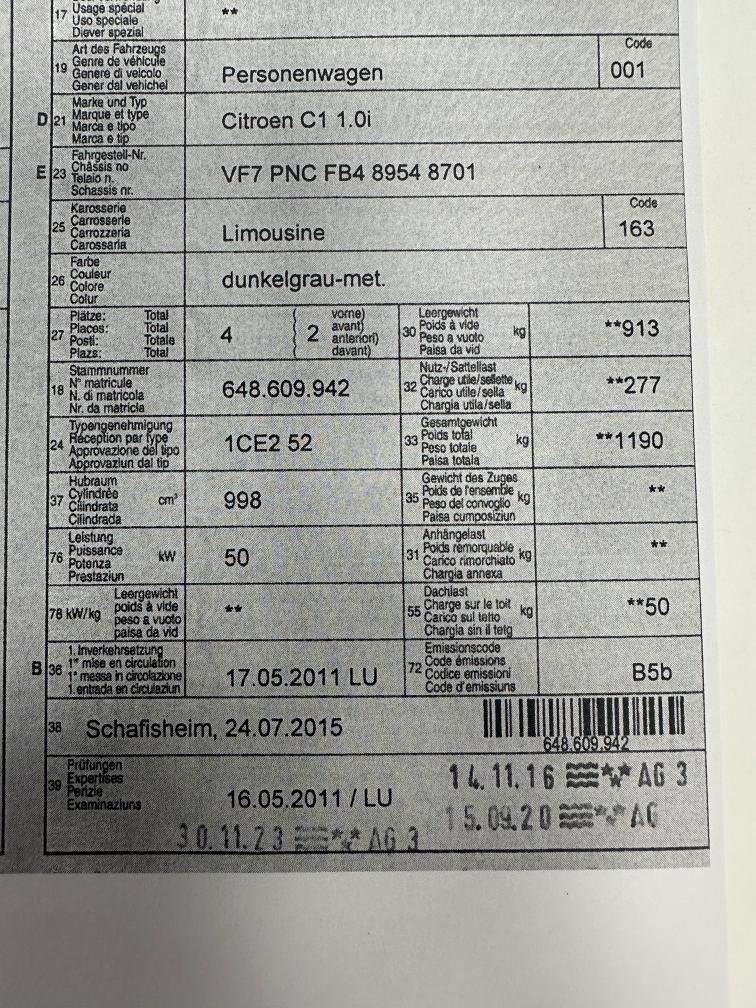 17 Usage spécial
Uso speciale
Diever spezial
**
19 Art des Fahrzeugs
Genre de véhicule
Genere di veicolo
Gener dal vehichel
Personenwagen
Code
001
D 21 Marke und Typ
Marque et type
Marca e tipo
Marca e tip
Citroen C1 1.0i
E 23 Fahrgestell-Nr.
Châssis no
Telaio n.
Schassis nr.
VF7 PNC FB4 8954 8701
25 Karosserie
Carrosserie
Carrozzeria
Carossaria
Limousine
Code
163
26 Farbe
Couleur
Colore
Colur
dunkelgrau-met.
27 Plätze: Total
Places: Total
Posti: Totale
Plazs: Total
4
2
vorne)
avant)
anteriori)
davant)
30 Leergewicht
Poids à vide
Peso a vuoto
Paisa da vid
kg
**913
18 Stammnummer
N° matricule
N. di matricola
Nr. da matricla
648.609.942
32 Nutz-/Sattellast
Charge utile/sellette
Carico utile/sella
Chargia utila/sella
kg
**277
24 Typengenehmigung
Réception par type
Approvazione del tipo
Approvaziun dal tip
1CE2 52
33 Gesamtgewicht
Poids total
Peso totale
Paisa totala
kg
**1190
37 Hubraum
Cylindrée
Cilindrata
Cilindrada
cm³
998
35 Gewicht des Zuges
Poids de l'ensemble
Peso del convoglio
Paisa cumposiziun
kg
**
76 Leistung
Puissance
Potenza
Prestaziun
kW
50
31 Anhängelast
Poids remorquable
Carico rimorchiato
Chargia annexa
kg
**
78 kW/kg
Leergewicht
poids à vide
peso a vuoto
paisa da vid
**
55 Dachlast
Charge sur le toit
Carico sul tetto
Chargia sin il tetg
kg
**50
B 36 1. Inverkehrsetzung
1re mise en circulation
1a messa in circolazione
1. entrada en circulaziun
17.05.2011 LU
72 Emissionscode
Code émissions
Codice emissioni
Code d'emissiuns
B5b
38 Schafisheim, 24.07.2015
648.609.942
39 Prüfungen
Expertises
Perizie
Examinaziuns
16.05.2011 / LU
14.11.16 AG 3
15.09.20 AG
30.11.23 AG 3